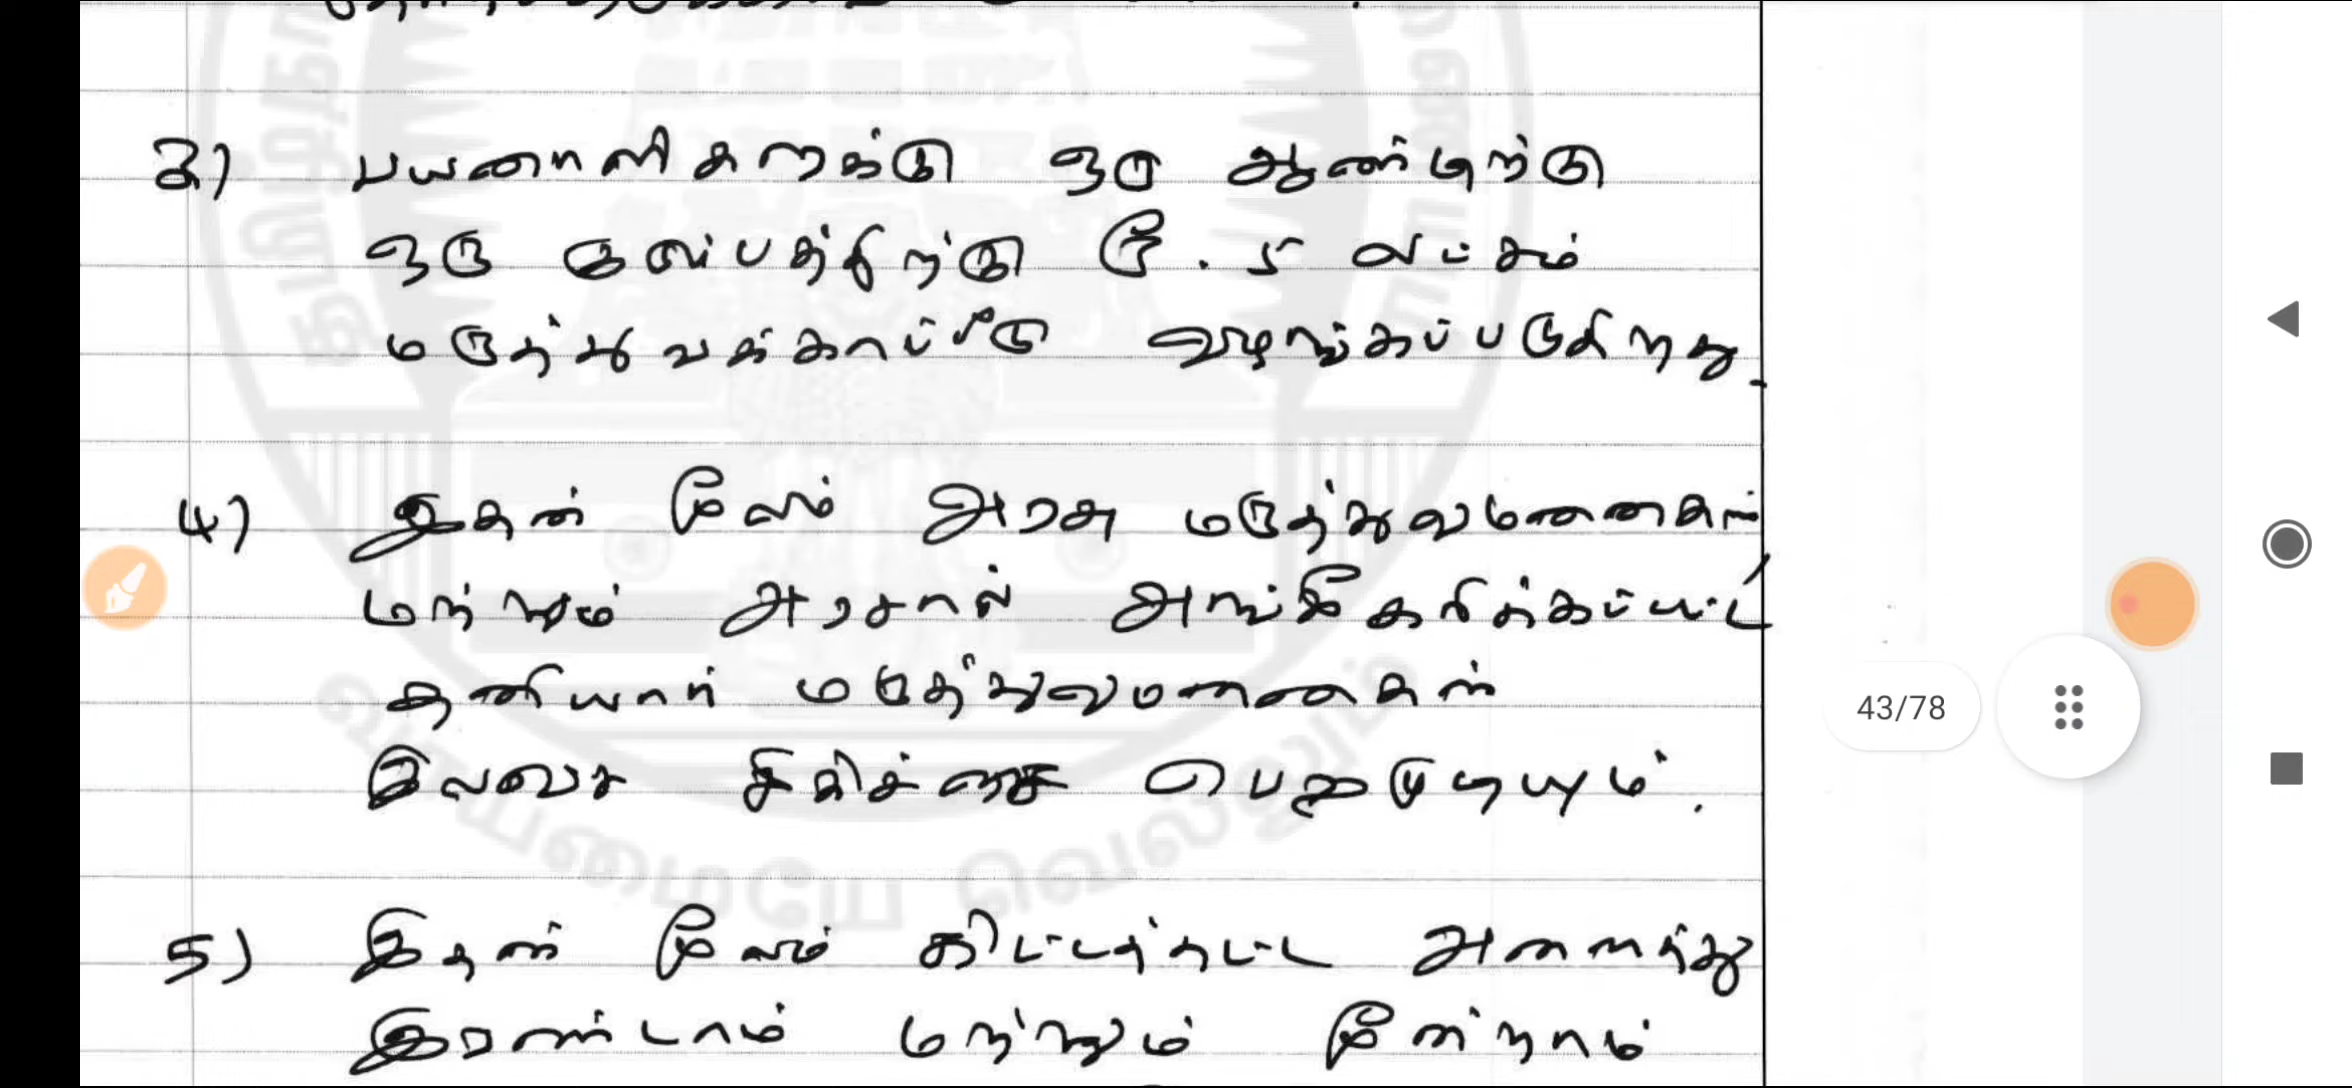 3) பயனாளிகளுக்கு ஒரு ஆண்டிற்கு
ஒரு குடும்பத்திற்கு ரூ. 5 லட்சம்
மருத்துவக்காப்பீடு வழங்கப்படுகிறது.
4) இதன் மூலம் அரசு மருத்துவமனைகள்
மற்றும் அரசால் அங்கீகரிக்கப்பட்ட
தனியார் மருத்துவமனைகள்
இலவச சிகிச்சை பெறமுடியும்.
5) இதன் மூலம் கிட்டத்தட்ட அனைத்து
இரண்டாம் மற்றும் மூன்றாம்
வாய்மையே வெல்லும்
43/78